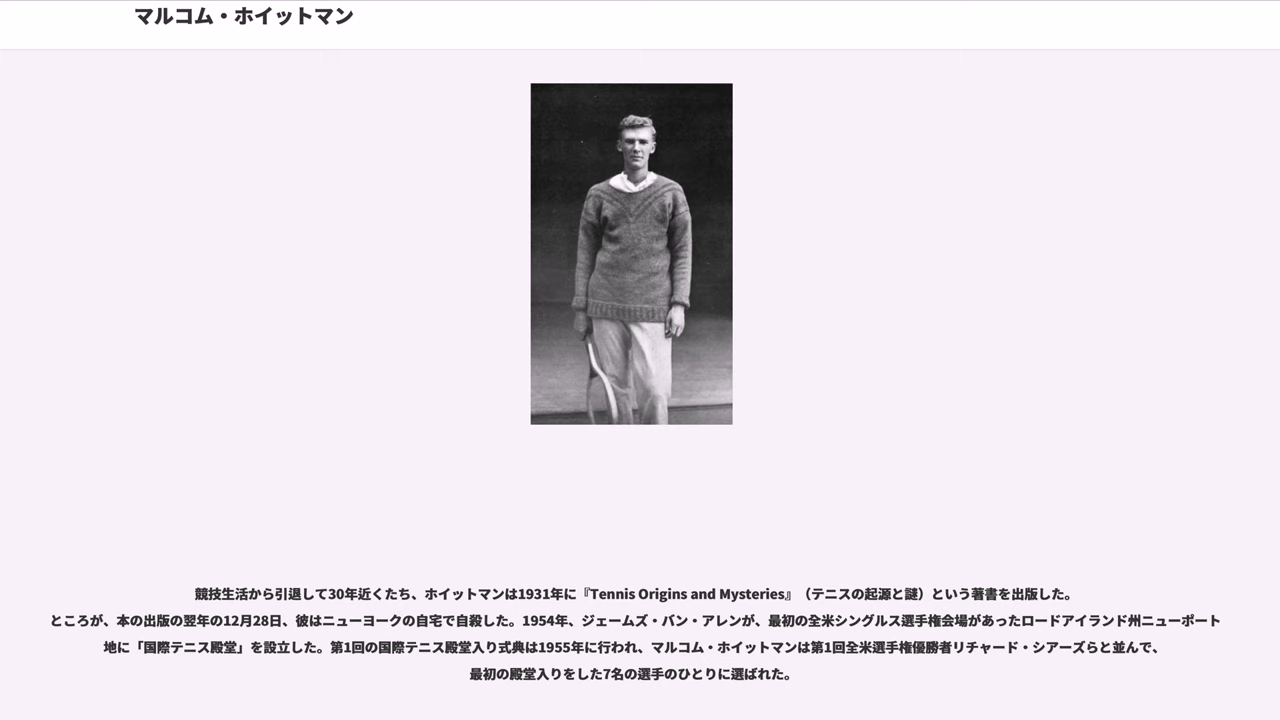 マルコム・ホイットマン
競技生活から引退して30年近くたち、ホイットマンは1931年に『Tennis Origins and Mysteries』（テニスの起源と謎）という著書を出版した。
ところが、本の出版の翌年の12月28日、彼はニューヨークの自宅で自殺した。1954年、ジェームズ・バン・アレンが、最初の全米シングルス選手権会場があったロードアイランド州ニューポート
地に「国際テニス殿堂」を設立した。第1回の国際テニス殿堂入り式典は1955年に行われ、マルコム・ホイットマンは第1回全米選手権優勝者リチャード・シアーズらと並んで、
最初の殿堂入りをした7名の選手のひとりに選ばれた。